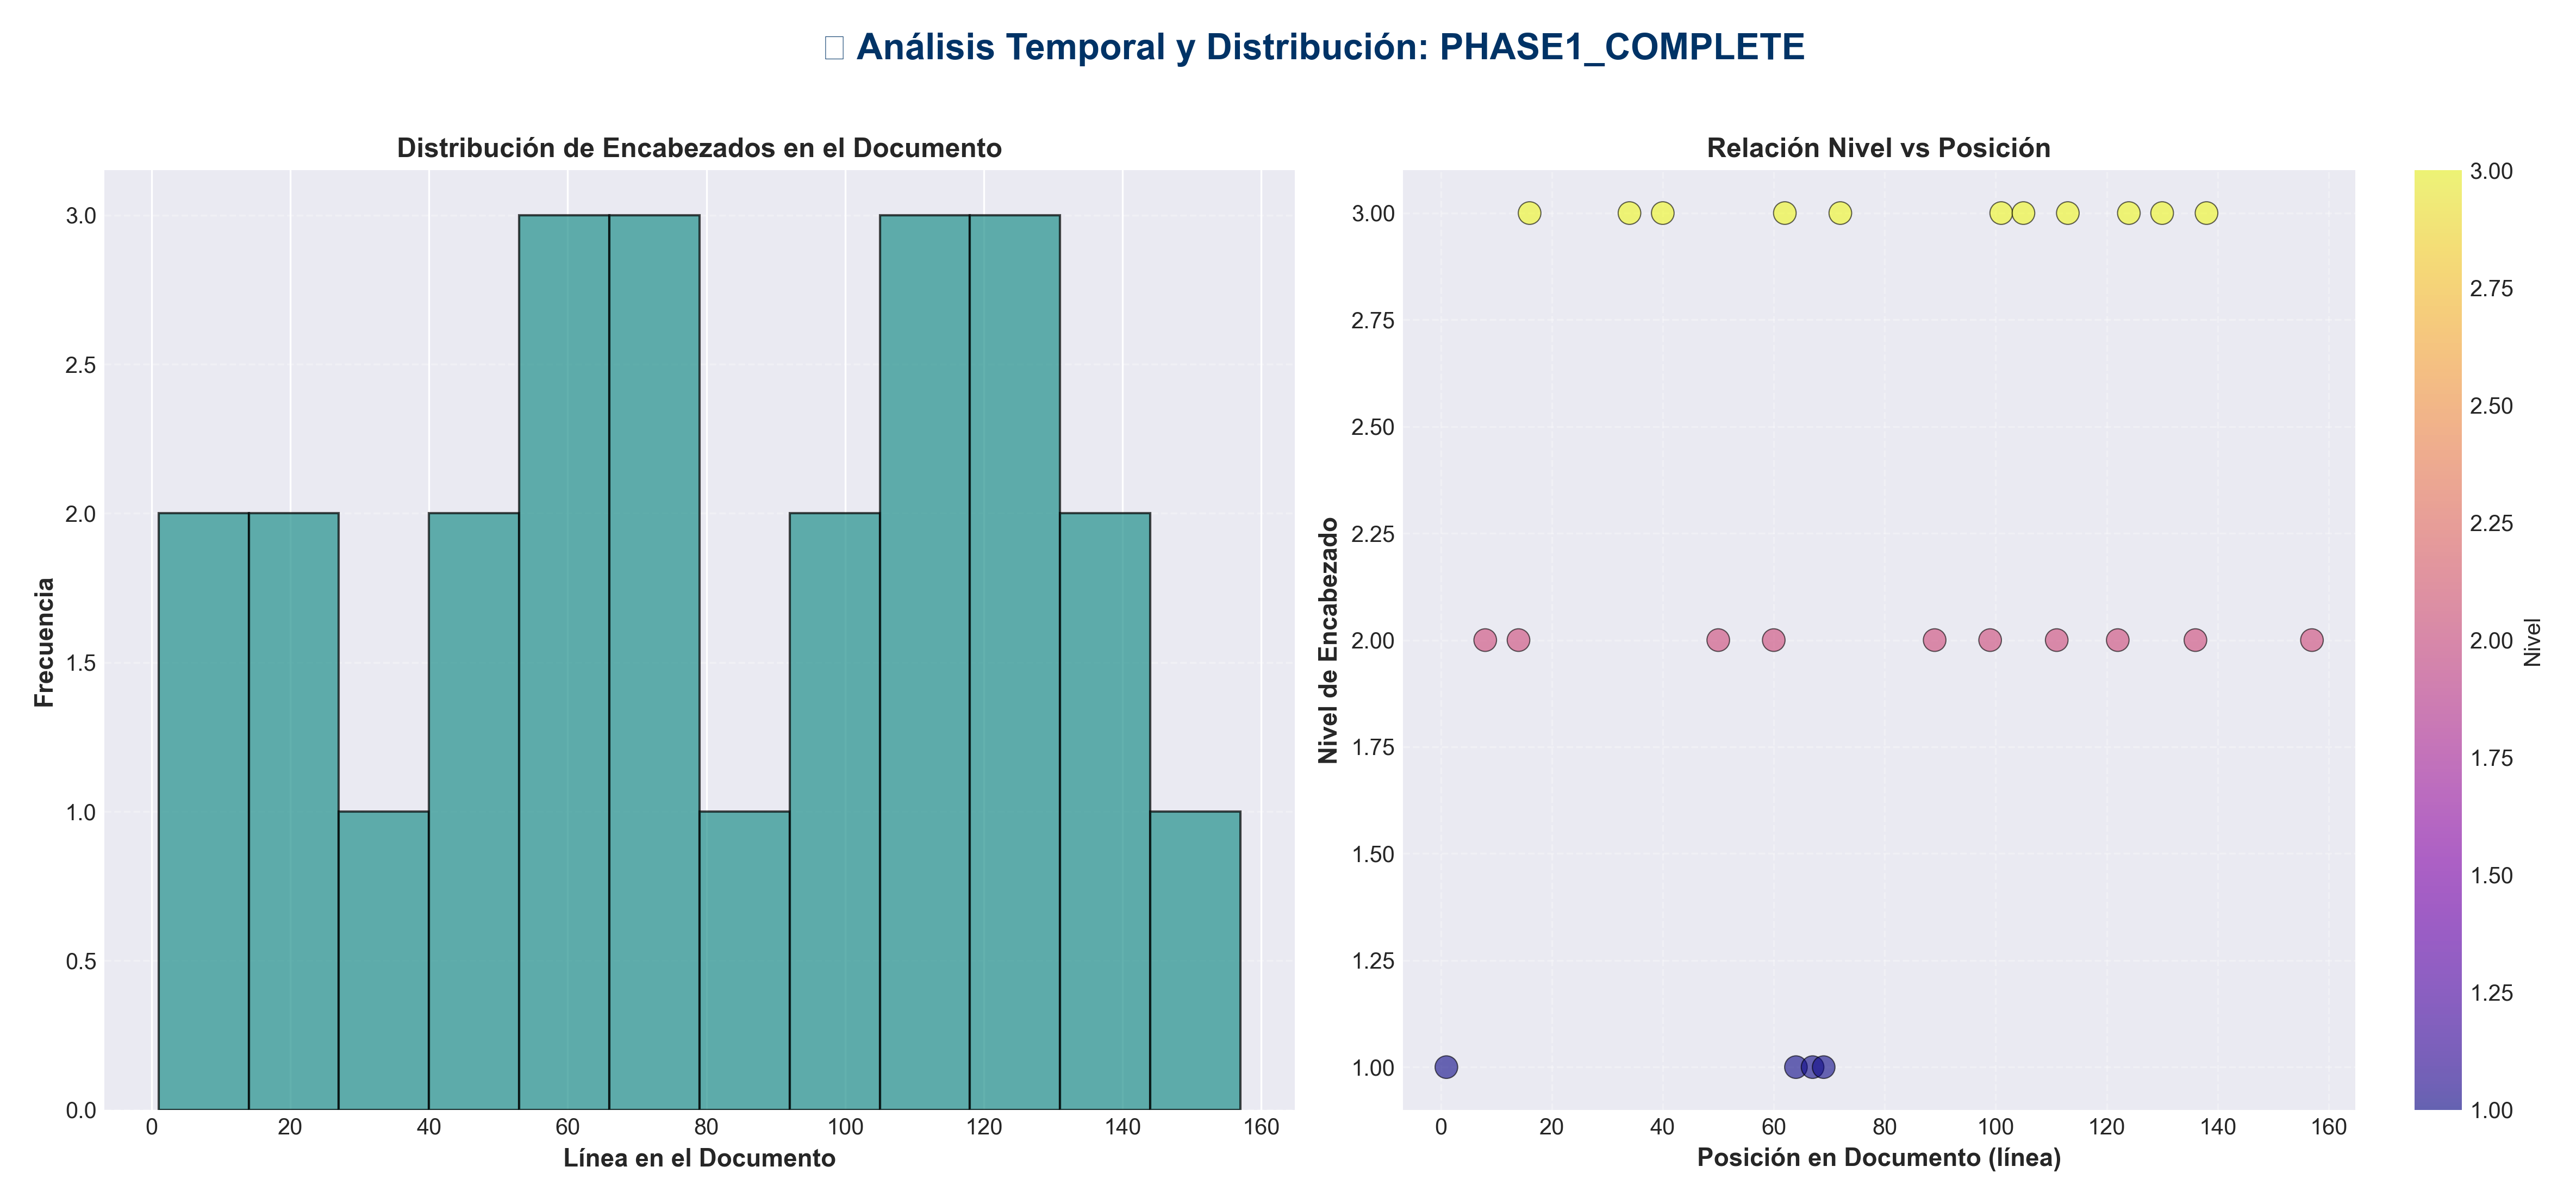 Análisis Temporal y Distribución: PHASE1_COMPLETE
Distribución de Encabezados en el Documento
Frecuencia
3.0
2.5
2.0
1.5
1.0
0.5
0.0
0 20 40 60 80 100 120 140 160
Línea en el Documento
Relación Nivel vs Posición
Nivel de Encabezado
3.00
2.75
2.50
2.25
2.00
1.75
1.50
1.25
1.00
0 20 40 60 80 100 120 140 160
Posición en Documento (línea)
3.00
2.75
2.50
2.25
2.00
1.75
1.50
1.25
1.00
Nivel